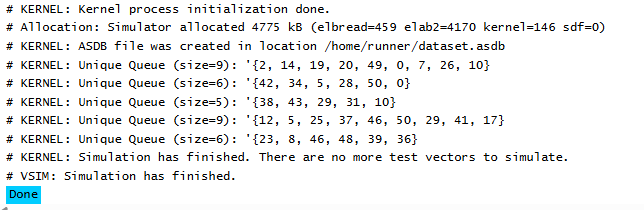 # KERNEL: Kernel process initialization done.
# Allocation: Simulator allocated 4775 kB (elbread=459 elab2=4170 kernel=146 sdf=0)
# KERNEL: ASDB file was created in location /home/runner/dataset.asdb
# KERNEL: Unique Queue (size=9): '{2, 14, 19, 20, 49, 0, 7, 26, 10}
# KERNEL: Unique Queue (size=6): '{42, 34, 5, 28, 50, 0}
# KERNEL: Unique Queue (size=5): '{38, 43, 29, 31, 10}
# KERNEL: Unique Queue (size=9): '{12, 5, 25, 37, 46, 50, 29, 41, 17}
# KERNEL: Unique Queue (size=6): '{23, 8, 46, 48, 39, 36}
# KERNEL: Simulation has finished. There are no more test vectors to simulate.
# VSIM: Simulation has finished.
Done